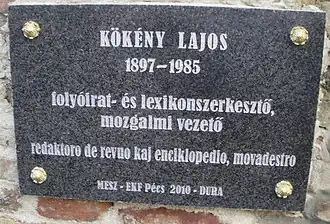 KÖKÉNY LAJOS
1897–1985
folyóirat- és lexikonszerkesztő,
mozgalmi vezető
redaktoro de revuo kaj enciklopedio, movadestro
MESZ - EKF Pécs 2010 - DURA